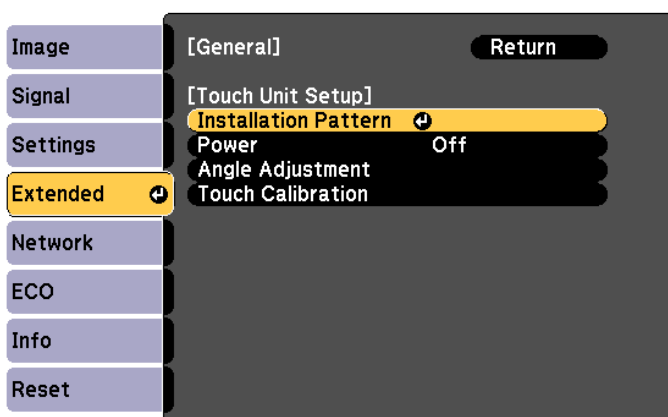 Image
Signal
Settings
Extended
Network
ECO
Info
Reset
[General] Return
[Touch Unit Setup]
Installation Pattern
Power Off
Angle Adjustment
Touch Calibration